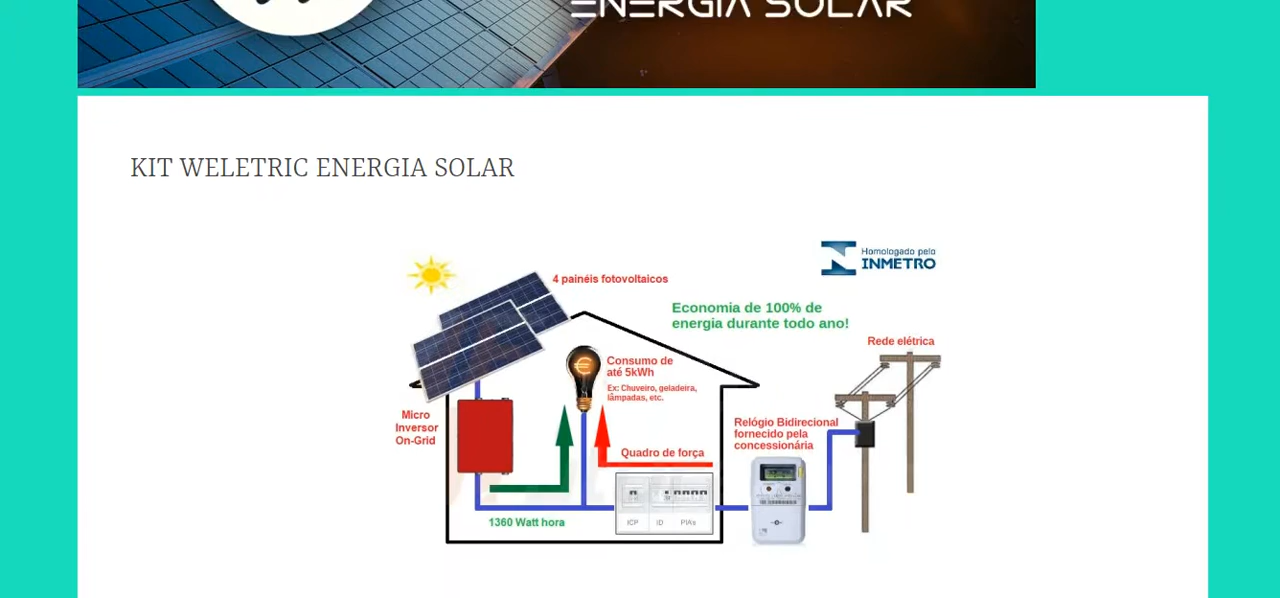 ENERGIA SOLAR
KIT WELETRIC ENERGIA SOLAR
Homologado pelo
INMETRO
4 painéis fotovoltaicos
Economia de 100% de
energia durante todo ano!
Rede elétrica
Consumo de
até 5kWh
Ex: Chuveiro, geladeira,
lâmpadas, etc.
Micro
Inversor
On-Grid
Relógio Bidirecional
fornecido pela
concessionária
Quadro de força
ICP ID PIA's
1360 Watt hora